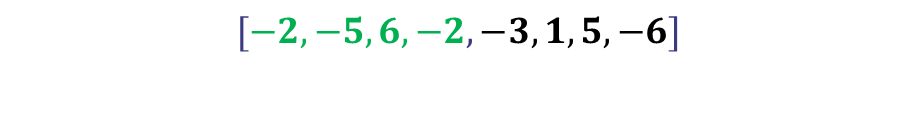 [−2, −5, 6, −2, −3, 1, 5, −6]